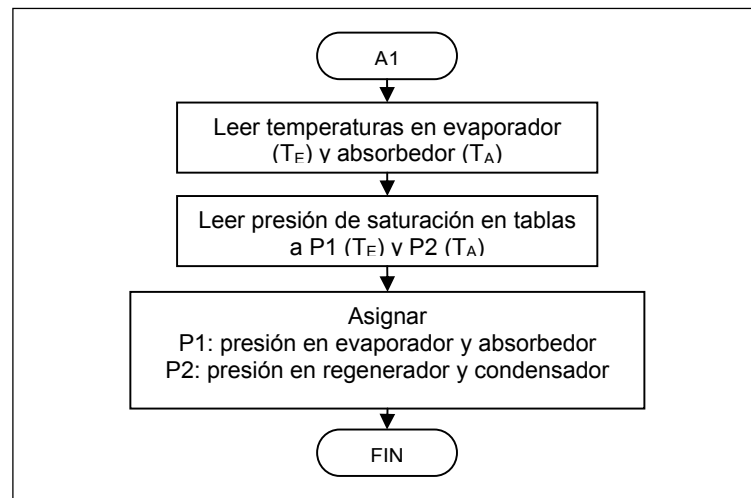 A1
Leer temperaturas en evaporador
(TE) y absorbedor (TA)
Leer presión de saturación en tablas
a P1 (TE) y P2 (TA)
Asignar
P1: presión en evaporador y absorbedor
P2: presión en regenerador y condensador
FIN